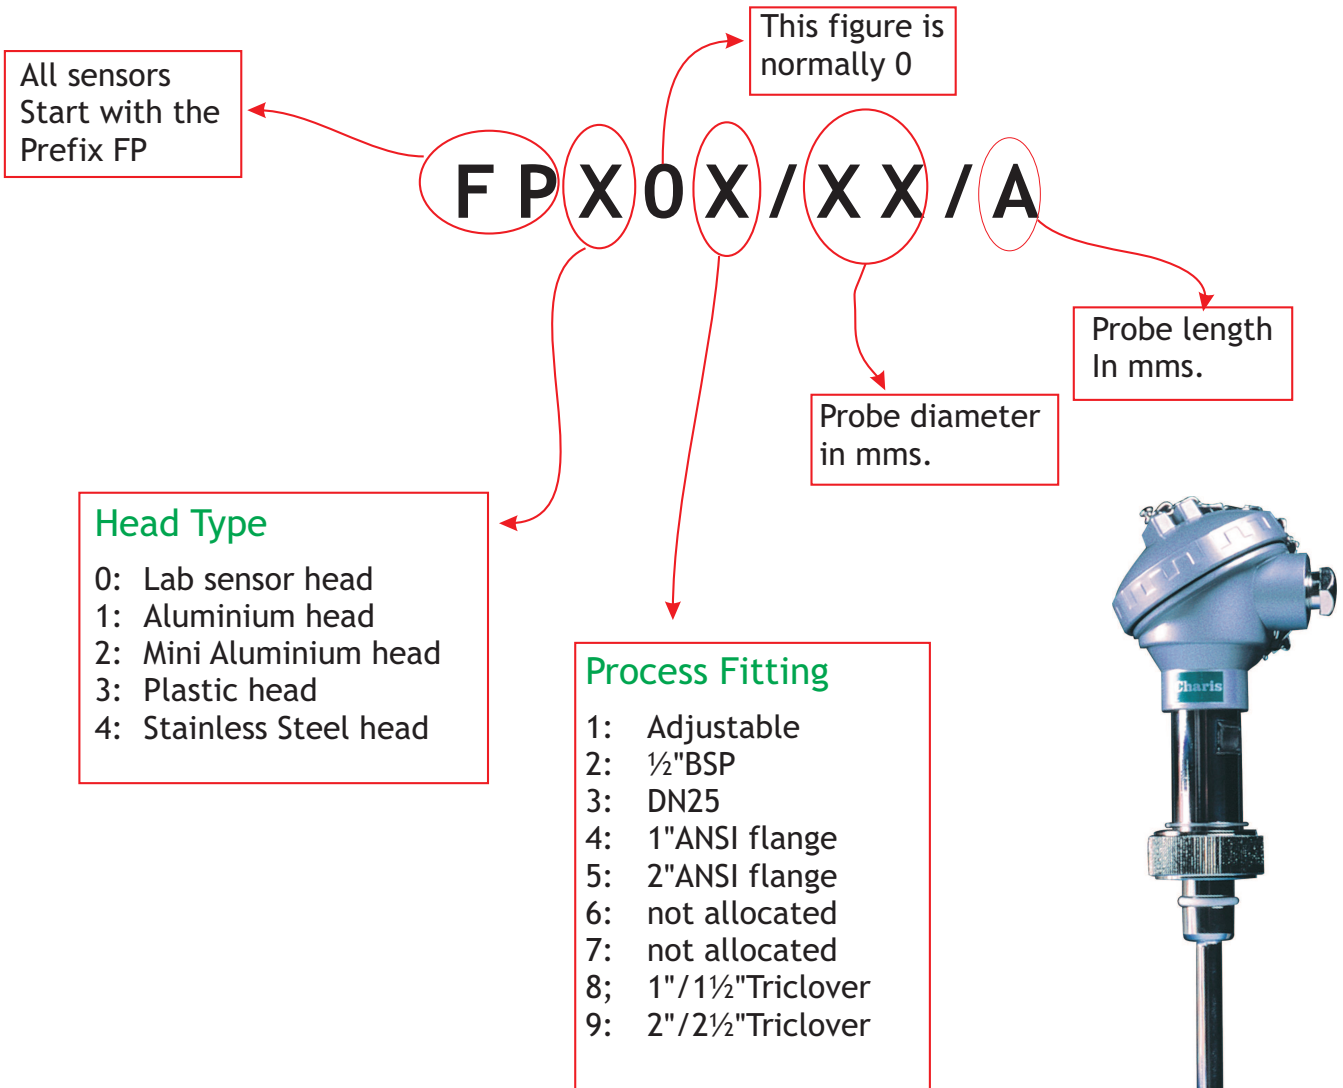 This figure is
normally 0
All sensors
Start with the
Prefix FP
F P X 0 X / X X / A
Probe length
In mms.
Probe diameter
in mms.
Head Type
0: Lab sensor head
1: Aluminium head
2: Mini Aluminium head
3: Plastic head
4: Stainless Steel head
Process Fitting
1: Adjustable
2: ½"BSP
3: DN25
4: 1"ANSI flange
5: 2"ANSI flange
6: not allocated
7: not allocated
8; 1"/1½"Triclover
9: 2"/2½"Triclover
Charis